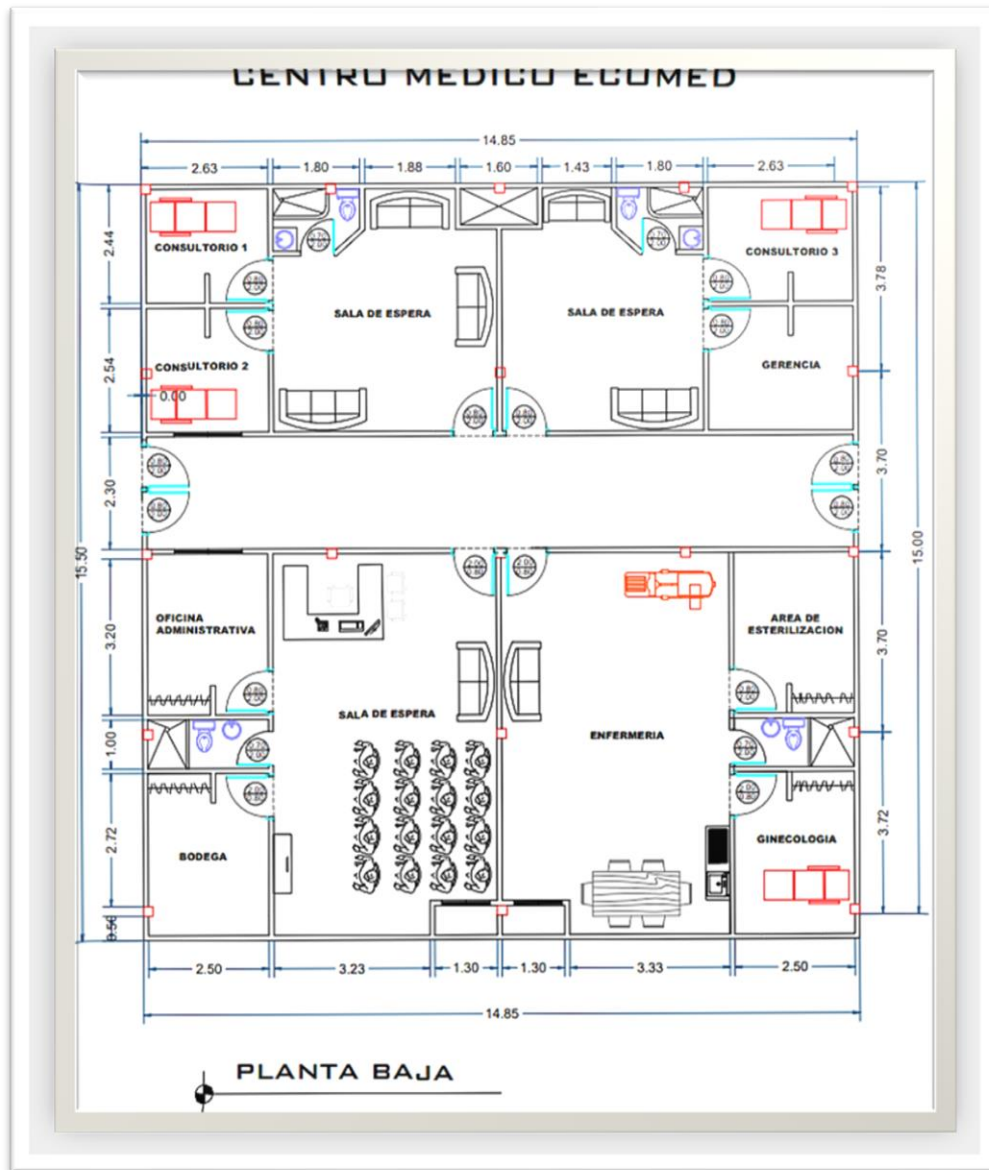 CENTRO MEDICO ECOMED
14.85
2.63 1.80 1.88 1.60 1.43 1.80 2.63
2.44
CONSULTORIO 1
CONSULTORIO 3
3.78
SALA DE ESPERA
SALA DE ESPERA
2.54
CONSULTORIO 2
GERENCIA
0.00
2.30
3.70
15.50
15.00
3.20
OFICINA
ADMINISTRATIVA
AREA DE
ESTERILIZACION
3.70
SALA DE ESPERA
ENFERMERIA
1.00
2.72
BODEGA
GINECOLOGIA
3.72
2.50 3.23 1.30 1.30 3.33 2.50
14.85
PLANTA BAJA